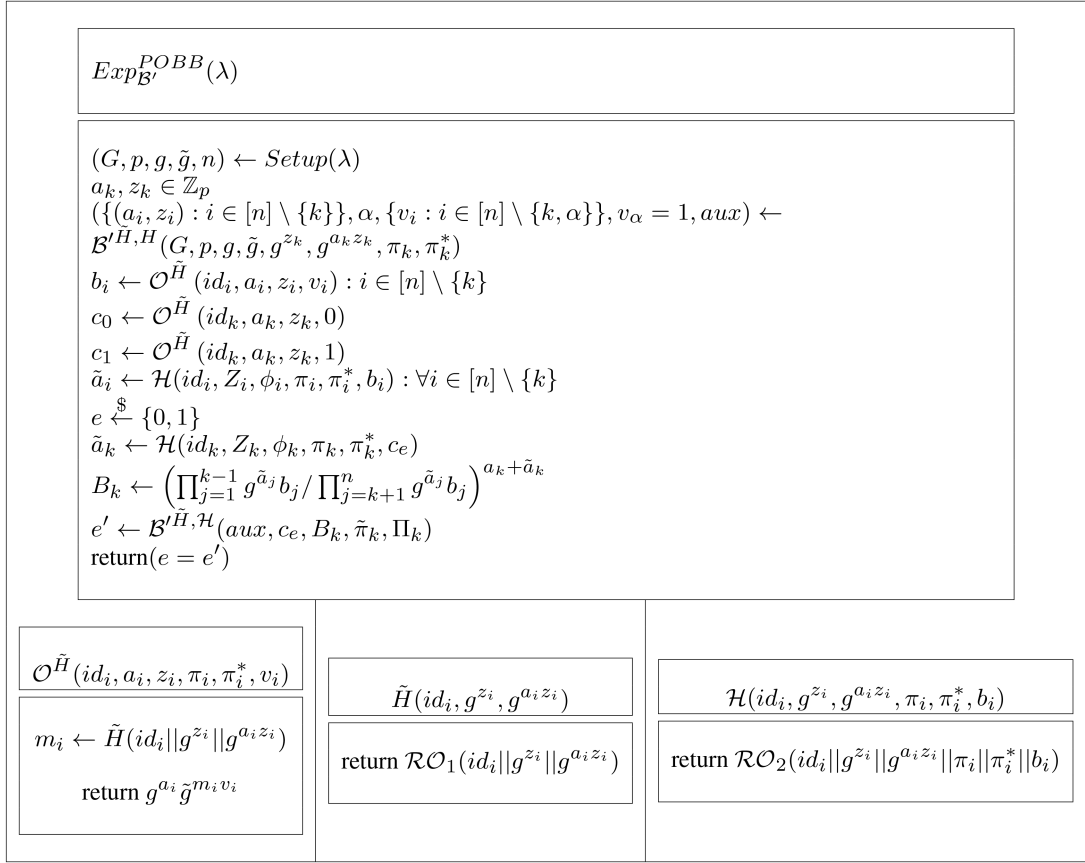 $Exp_{\mathcal{B}'}^{POBB}(\lambda)$
$(G, p, g, \tilde{g}, n) \leftarrow Setup(\lambda)$
$a_k, z_k \in \mathbb{Z}_p$
$(\{(a_i, z_i) : i \in [n] \setminus \{k\}\}, \alpha, \{v_i : i \in [n] \setminus \{k, \alpha\}\}, v_\alpha = 1, aux) \leftarrow$
$\mathcal{B}'^{\tilde{H}, H}(G, p, g, \tilde{g}, g^{z_k}, g^{a_k z_k}, \pi_k, \pi_k^*)$
$b_i \leftarrow \mathcal{O}^{\tilde{H}}(id_i, a_i, z_i, v_i) : i \in [n] \setminus \{k\}$
$c_0 \leftarrow \mathcal{O}^{\tilde{H}}(id_k, a_k, z_k, 0)$
$c_1 \leftarrow \mathcal{O}^{\tilde{H}}(id_k, a_k, z_k, 1)$
$\tilde{a}_i \leftarrow \mathcal{H}(id_i, Z_i, \phi_i, \pi_i, \pi_i^*, b_i) : \forall i \in [n] \setminus \{k\}$
$e \stackrel{\$}{\leftarrow} \{0, 1\}$
$\tilde{a}_k \leftarrow \mathcal{H}(id_k, Z_k, \phi_k, \pi_k, \pi_k^*, c_e)$
$B_k \leftarrow \left(\prod_{j=1}^{k-1} g^{\tilde{a}_j} b_j / \prod_{j=k+1}^{n} g^{\tilde{a}_j} b_j\right)^{a_k + \tilde{a}_k}$
$e' \leftarrow \mathcal{B}'^{\tilde{H}, \mathcal{H}}(aux, c_e, B_k, \tilde{\pi}_k, \Pi_k)$
return$(e = e')$
$\mathcal{O}^{\tilde{H}}(id_i, a_i, z_i, \pi_i, \pi_i^*, v_i)$
$m_i \leftarrow \tilde{H}(id_i || g^{z_i} || g^{a_i z_i})$
return $g^{a_i} \tilde{g}^{m_i v_i}$
$\tilde{H}(id_i, g^{z_i}, g^{a_i z_i})$
return $\mathcal{RO}_1(id_i || g^{z_i} || g^{a_i z_i})$
$\mathcal{H}(id_i, g^{z_i}, g^{a_i z_i}, \pi_i, \pi_i^*, b_i)$
return $\mathcal{RO}_2(id_i || g^{z_i} || g^{a_i z_i} || \pi_i || \pi_i^* || b_i)$